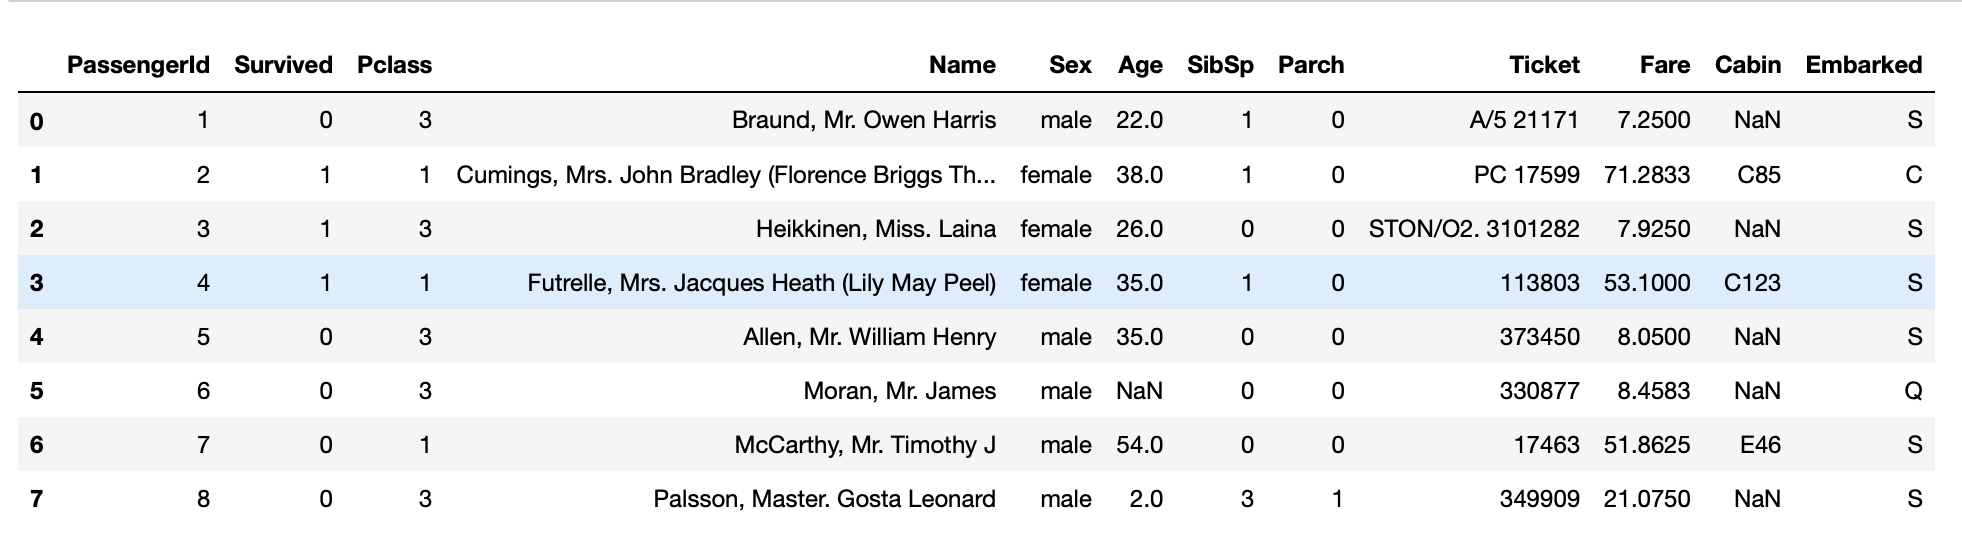 PassengerId Survived Pclass Name Sex Age SibSp Parch Ticket Fare Cabin Embarked
0 1 0 3 Braund, Mr. Owen Harris male 22.0 1 0 A/5 21171 7.2500 NaN S
1 2 1 1 Cumings, Mrs. John Bradley (Florence Briggs Th... female 38.0 1 0 PC 17599 71.2833 C85 C
2 3 1 3 Heikkinen, Miss. Laina female 26.0 0 0 STON/O2. 3101282 7.9250 NaN S
3 4 1 1 Futrelle, Mrs. Jacques Heath (Lily May Peel) female 35.0 1 0 113803 53.1000 C123 S
4 5 0 3 Allen, Mr. William Henry male 35.0 0 0 373450 8.0500 NaN S
5 6 0 3 Moran, Mr. James male NaN 0 0 330877 8.4583 NaN Q
6 7 0 1 McCarthy, Mr. Timothy J male 54.0 0 0 17463 51.8625 E46 S
7 8 0 3 Palsson, Master. Gosta Leonard male 2.0 3 1 349909 21.0750 NaN S